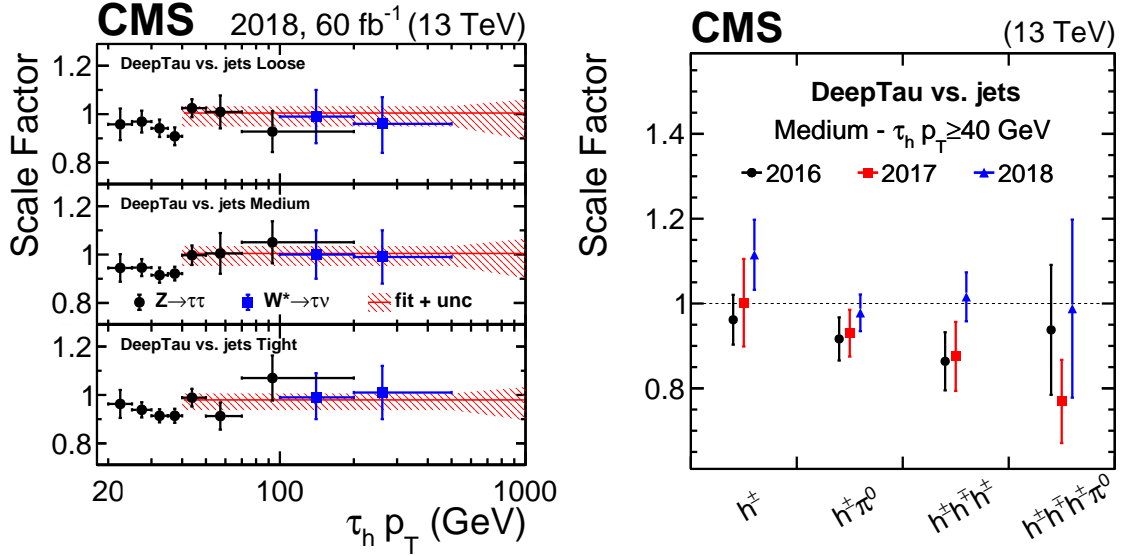 CMS 2018, 60 fb⁻¹ (13 TeV)
Scale Factor
1.2
1
0.8
DeepTau vs. jets Loose
1.2
1
0.8
DeepTau vs. jets Medium
Z→ττ W*→τν fit + unc
1.2
1
0.8
DeepTau vs. jets Tight
20 100 1000
τₕ p_T (GeV)
CMS (13 TeV)
Scale Factor
DeepTau vs. jets
Medium - τₕ p_T≥40 GeV
2016 2017 2018
1.4
1.2
1
0.8
h±
h±π⁰
h±h∓h±
h±h∓h±π⁰